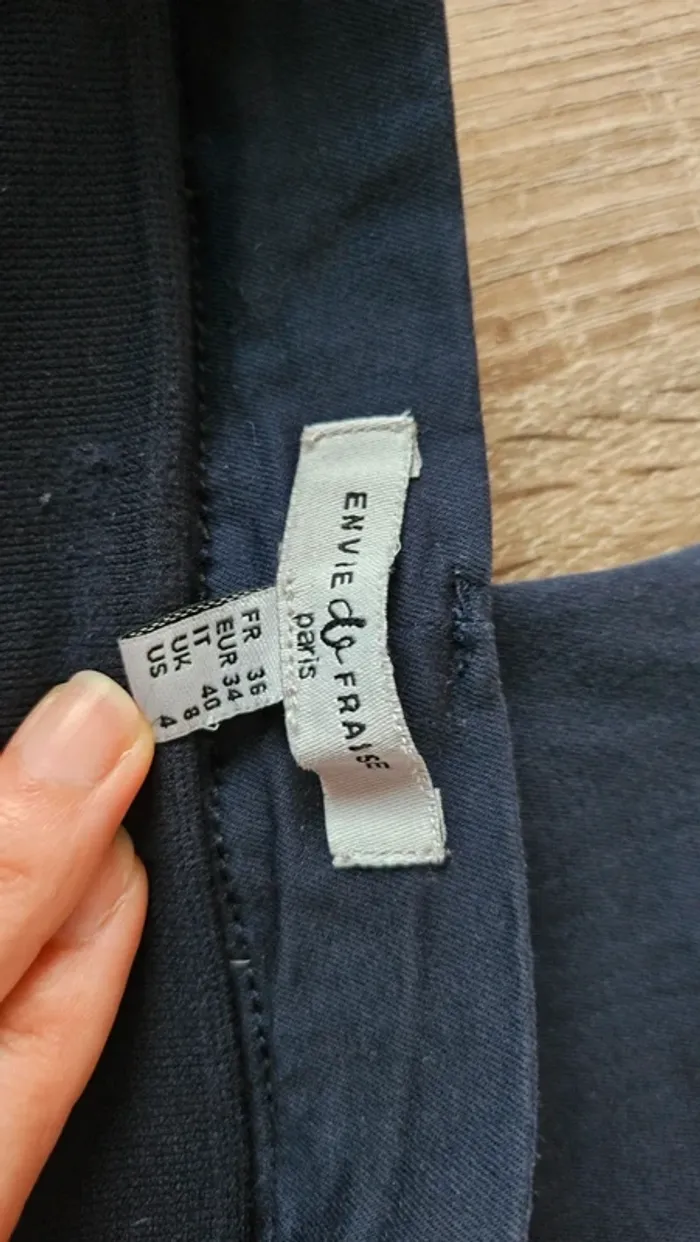 ENVIE de FRAISE
paris
FR 36
EUR 34
IT 40
UK 8
US 4